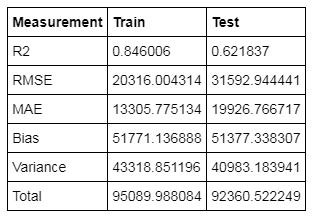 Measurement Train Test
R2 0.846006 0.621837
RMSE 20316.004314 31592.944441
MAE 13305.775134 19926.766717
Bias 51771.136888 51377.338307
Variance 43318.851196 40983.183941
Total 95089.988084 92360.522249